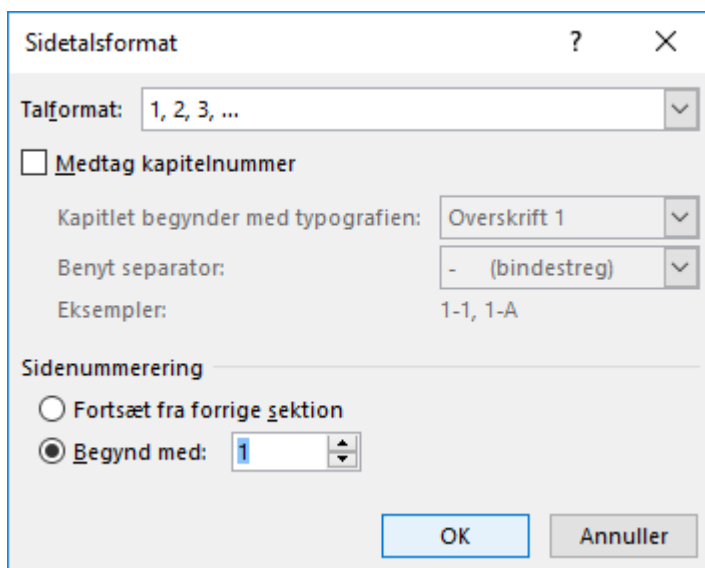 Sidetalsformat ?
Talformat: 1, 2, 3, ...
Medtag kapitelnummer
Kapitlet begynder med typografien: Overskrift 1
Benyt separator: - (bindestreg)
Eksempler: 1-1, 1-A
Sidenummerering
Fortsæt fra forrige sektion
Begynd med: 1
OK Annuller